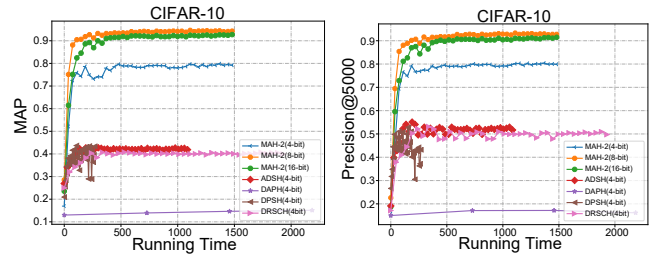 CIFAR-10
MAP
0.9
0.8
0.7
0.6
0.5
0.4
0.3
0.2
0.1
MAH-2(4-bit)
MAH-2(8-bit)
MAH-2(16-bit)
ADSH(4-bit)
DAPH(4-bit)
DPSH(4-bit)
DRSCH(4bit)
0 500 1000 1500 2000
Running Time
CIFAR-10
Precision@5000
0.9
0.8
0.7
0.6
0.5
0.4
0.3
0.2
0.1
MAH-2(4-bit)
MAH-2(8-bit)
MAH-2(16-bit)
ADSH(4-bit)
DAPH(4-bit)
DPSH(4-bit)
DRSCH(4-bit)
0 500 1000 1500 2000
Running Time